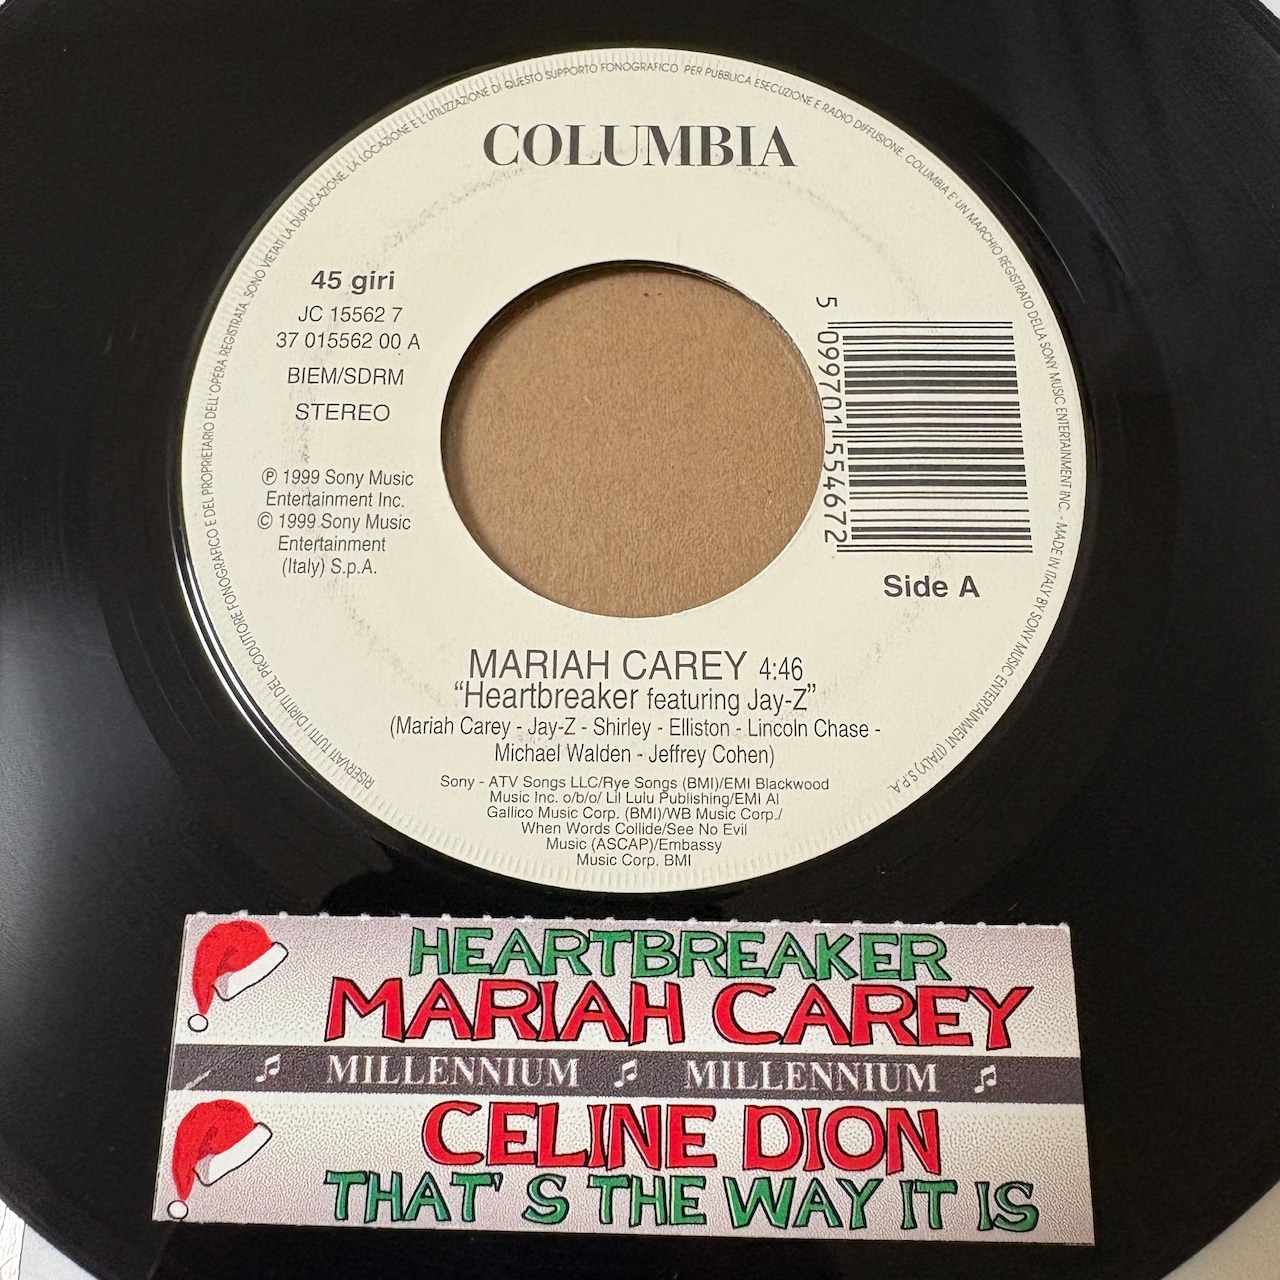 RISERVATI TUTTI I DIRITTI DEL PRODUTTORE FONOGRAFICO E DEL PROPRIETARIO DELL'OPERA REGISTRATA. SONO VIETATI LA DUPLICAZIONE, LA LOCAZIONE E L'UTILIZZAZIONE DI QUESTO SUPPORTO FONOGRAFICO PER PUBBLICA ESECUZIONE E RADIO DIFFUSIONE. COLUMBIA E' UN MARCHIO REGISTRATO DELLA SONY MUSIC ENTERTAINMENT INC. - MADE IN ITALY BY SONY MUSIC ENTERTAINMENT (ITALY) S.P.A.
COLUMBIA
45 giri
JC 15562 7
37 015562 00 A
BIEM/SDRM
STEREO
℗ 1999 Sony Music
Entertainment Inc.
© 1999 Sony Music
Entertainment
(Italy) S.p.A.
5 099701 554672
Side A
MARIAH CAREY 4:46
“Heartbreaker featuring Jay-Z”
(Mariah Carey - Jay-Z - Shirley - Elliston - Lincoln Chase -
Michael Walden - Jeffrey Cohen)
Sony - ATV Songs LLC/Rye Songs (BMI)/EMI Blackwood
Music Inc. o/b/o/ Lil Lulu Publishing/EMI Al
Gallico Music Corp. (BMI)/WB Music Corp./
When Words Collide/See No Evil
Music (ASCAP)/Embassy
Music Corp. BMI
HEARTBREAKER
MARIAH CAREY
♫ MILLENNIUM ♫ MILLENNIUM ♫
CELINE DION
THAT' S THE WAY IT IS